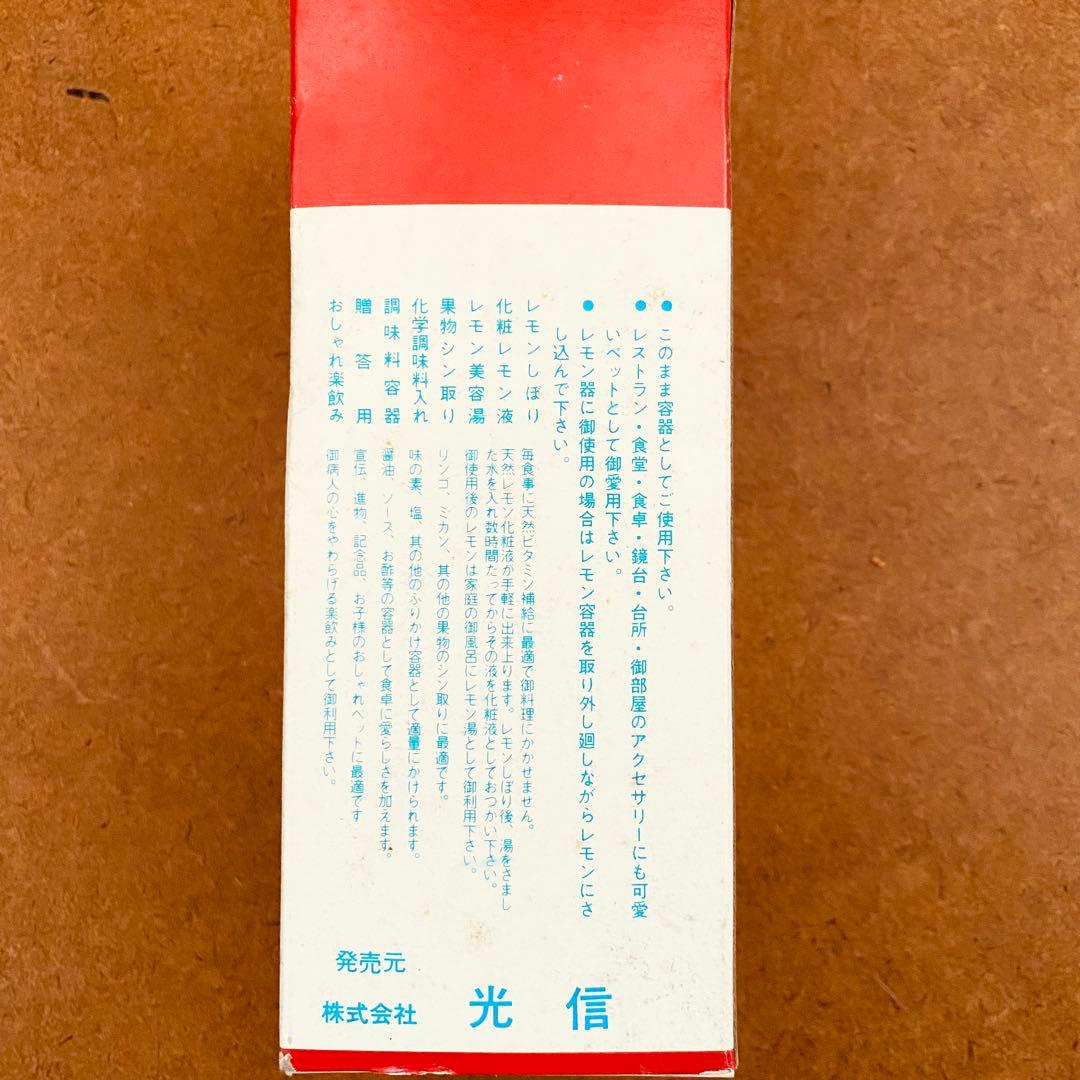 ● このまま容器としてご使用下さい。
● レストラン・食堂・食卓・鏡台・台所・御部屋のアクセサリーにも可愛
いペットとして御愛用下さい。
● レモン器に御使用の場合はレモン容器を取り外し廻しながらレモンにさ
し込んで下さい。
レモンしぼり 毎食事に天然ビタミン補給に最適で御料理にかかせません。
化粧レモン液 天然レモン化粧液が手軽に出来上ります。レモンしぼり後、湯をさまし
た水を入れ数時間たってからその液を化粧液としておつかい下さい。
レモン美容湯 御使用後のレモンは家庭の御風呂にレモン湯として御利用下さい。
果物シン取り リンゴ、ミカン、其の他の果物のシン取りに最適です。
化学調味料入れ 味の素、塩、其の他のふりかけ容器として適量にかけられます。
調味料容器 醤油、ソース、お酢等の容器として食卓に愛らしさを加えます。
贈答用 宣伝、進物、記念品、お子様のおしゃれペットに最適です
おしゃれ楽飲み 御病人の心をやわらげる楽飲みとして御利用下さい。
発売元
株式会社 光信